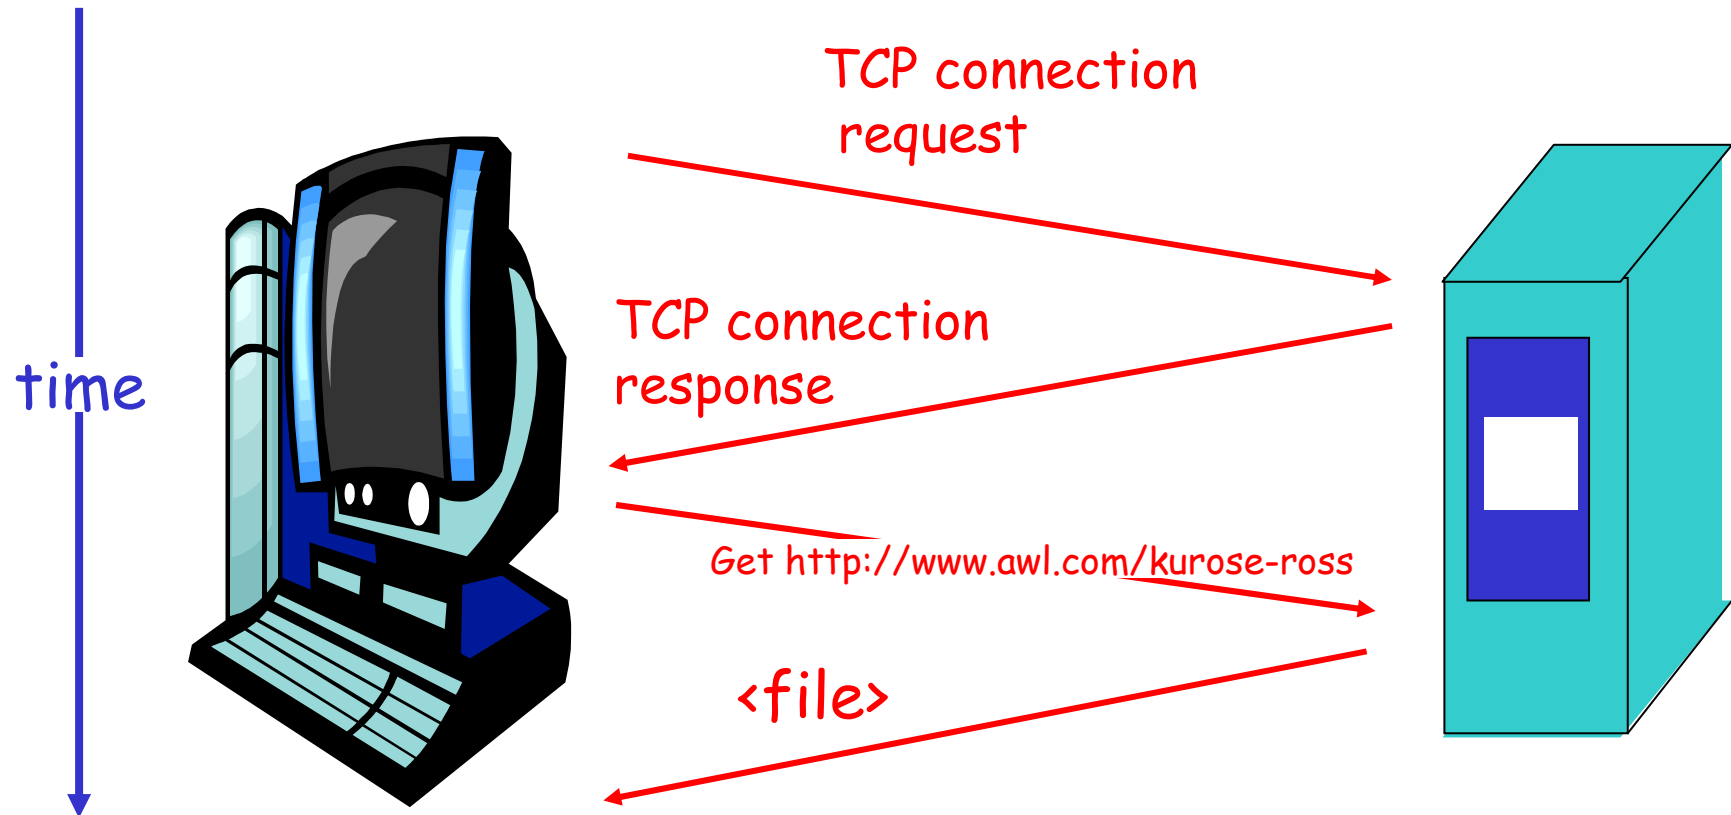 TCP connection
request
TCP connection
response
time
Get http://www.awl.com/kurose-ross
<file>